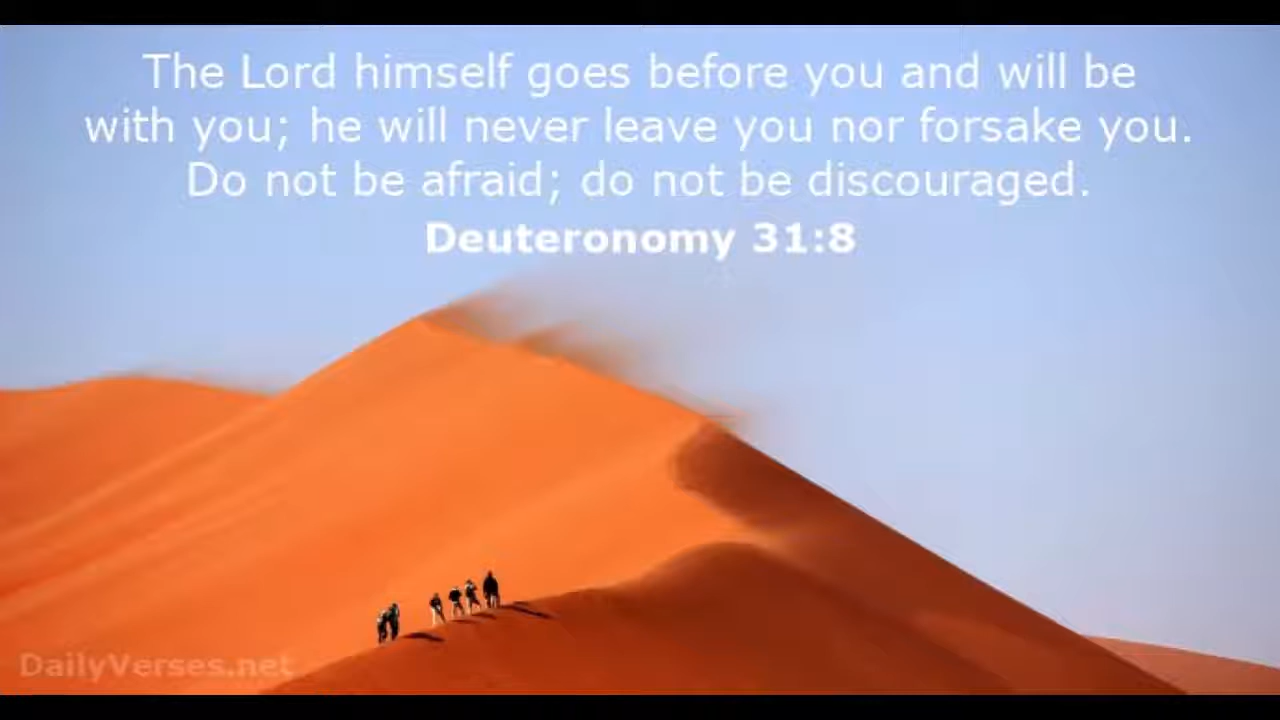 The Lord himself goes before you and will be
with you; he will never leave you nor forsake you.
Do not be afraid; do not be discouraged.
Deuteronomy 31:8
DailyVerses.net